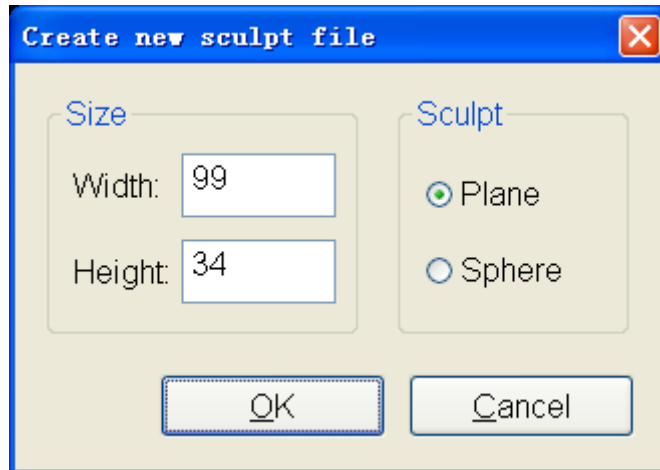 Create new sculpt file
Size
Width: 99
Height: 34
Sculpt
Plane
Sphere
OK
Cancel